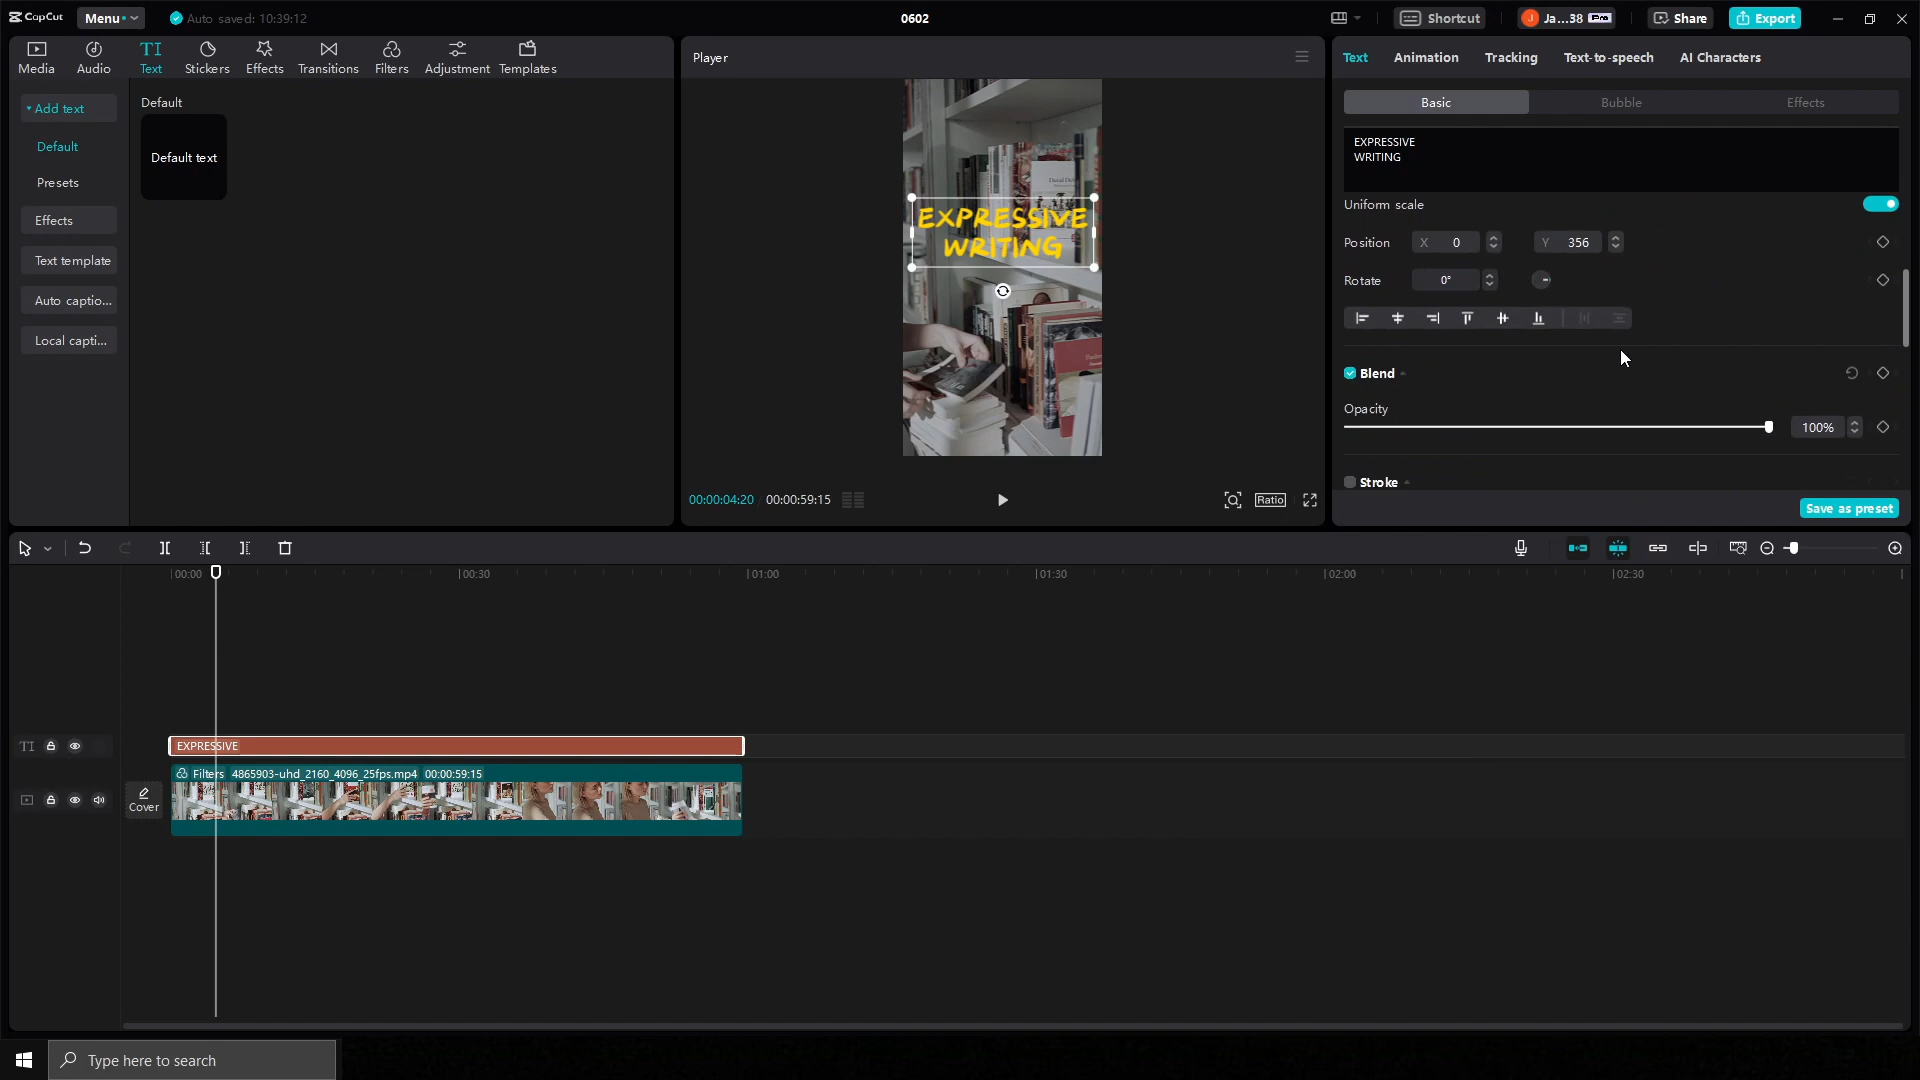 CapCut
Menu
Auto saved: 10:39:12
0602
Shortcut
Ja...38
Pro
Share
Export
Media
Audio
TI
Text
Stickers
Effects
Transitions
Filters
Adjustment
Templates
Add text
Default
Presets
Effects
Text template
Auto captio...
Local capti...
Default
Default text
Player
EXPRESSIVE
WRITING
00:00:04:20
00:00:59:15
Ratio
Text
Animation
Tracking
Text-to-speech
AI Characters
Basic
Bubble
Effects
EXPRESSIVE
WRITING
Uniform scale
Position
X 0
Y 356
Rotate
0°
Blend
Opacity
100%
Stroke
Save as preset
00:00
00:30
01:00
01:30
02:00
02:30
TI
EXPRESSIVE
Cover
Filters 4865903-uhd_2160_4096_25fps.mp4 00:00:59:15
Type here to search